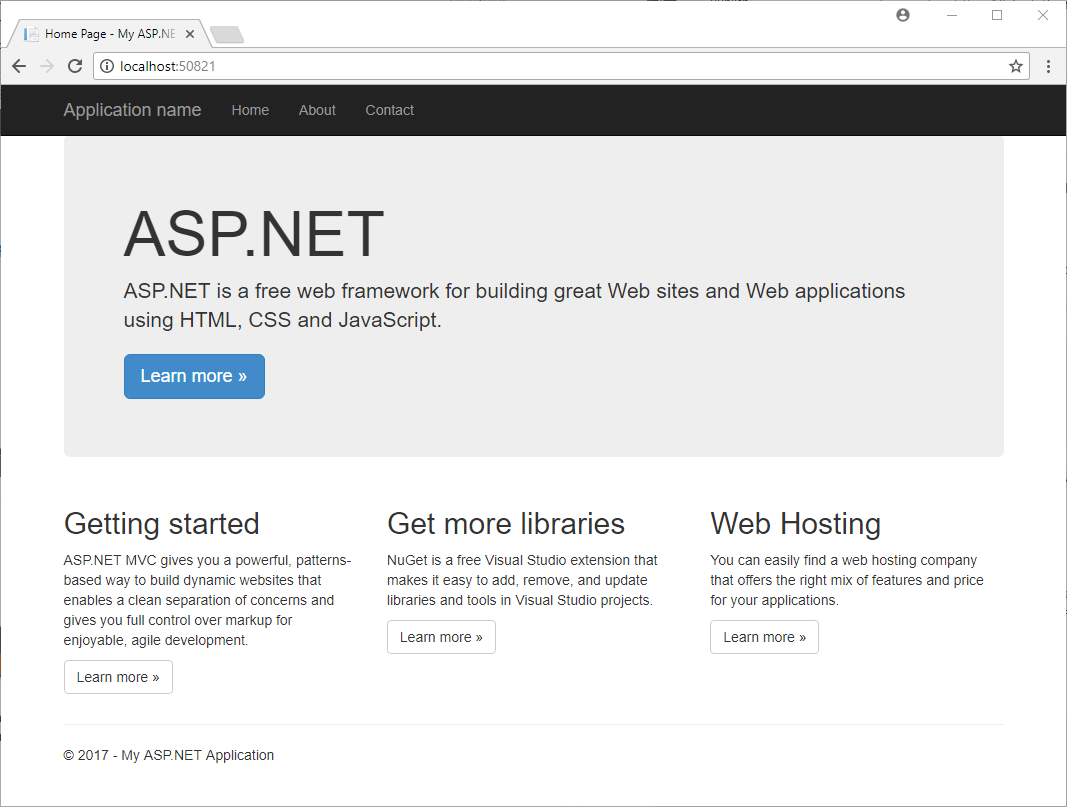 Home Page - My ASP.NE
localhost:50821
Application name Home About Contact
ASP.NET
ASP.NET is a free web framework for building great Web sites and Web applications
using HTML, CSS and JavaScript.
Learn more »
Getting started
ASP.NET MVC gives you a powerful, patterns-
based way to build dynamic websites that
enables a clean separation of concerns and
gives you full control over markup for
enjoyable, agile development.
Learn more »
Get more libraries
NuGet is a free Visual Studio extension that
makes it easy to add, remove, and update
libraries and tools in Visual Studio projects.
Learn more »
Web Hosting
You can easily find a web hosting company
that offers the right mix of features and price
for your applications.
Learn more »
© 2017 - My ASP.NET Application